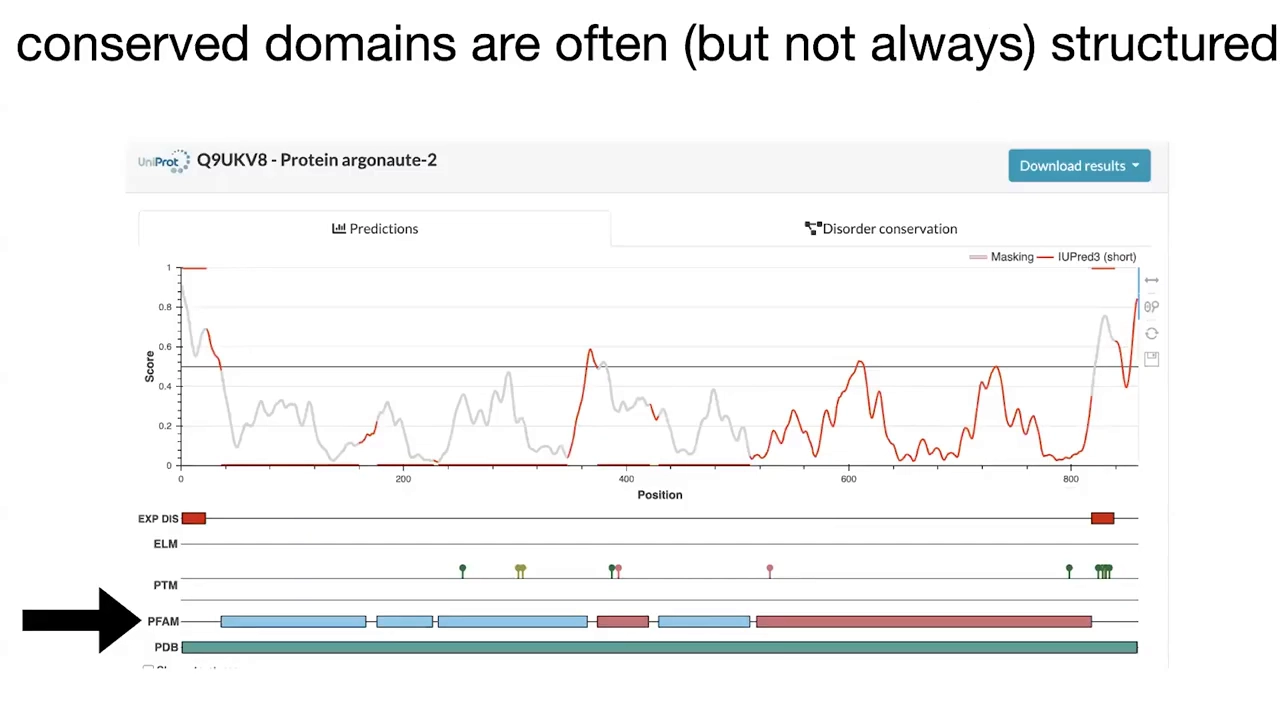 conserved domains are often (but not always) structured
UniProt Q9UKV8 - Protein argonaute-2
Download results
Predictions
Disorder conservation
Masking IUPred3 (short)
1
0.8
0.6
0.4
0.2
0
Score
0 200 400 600 800
Position
EXP DIS
ELM
PTM
PFAM
PDB